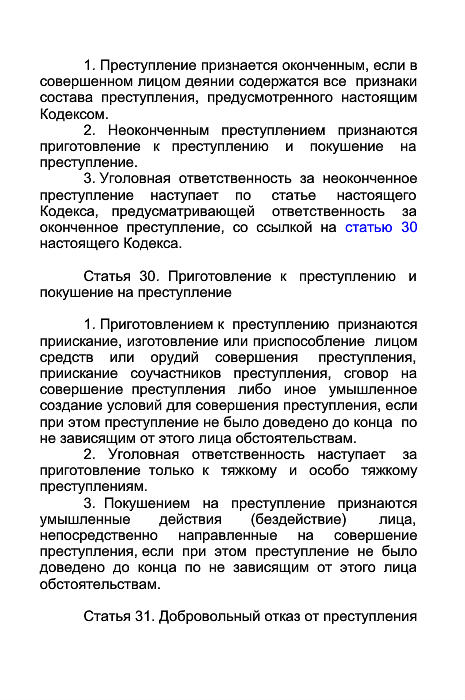 1. Преступление признается оконченным, если в
совершенном лицом деянии содержатся все признаки
состава преступления, предусмотренного настоящим
Кодексом.
2. Неоконченным преступлением признаются
приготовление к преступлению и покушение на
преступление.
3. Уголовная ответственность за неоконченное
преступление наступает по статье настоящего
Кодекса, предусматривающей ответственность за
оконченное преступление, со ссылкой на статью 30
настоящего Кодекса.
Статья 30. Приготовление к преступлению и
покушение на преступление
1. Приготовлением к преступлению признаются
приискание, изготовление или приспособление лицом
средств или орудий совершения преступления,
приискание соучастников преступления, сговор на
совершение преступления либо иное умышленное
создание условий для совершения преступления, если
при этом преступление не было доведено до конца по
не зависящим от этого лица обстоятельствам.
2. Уголовная ответственность наступает за
приготовление только к тяжкому и особо тяжкому
преступлениям.
3. Покушением на преступление признаются
умышленные действия (бездействие) лица,
непосредственно направленные на совершение
преступления, если при этом преступление не было
доведено до конца по не зависящим от этого лица
обстоятельствам.
Статья 31. Добровольный отказ от преступления